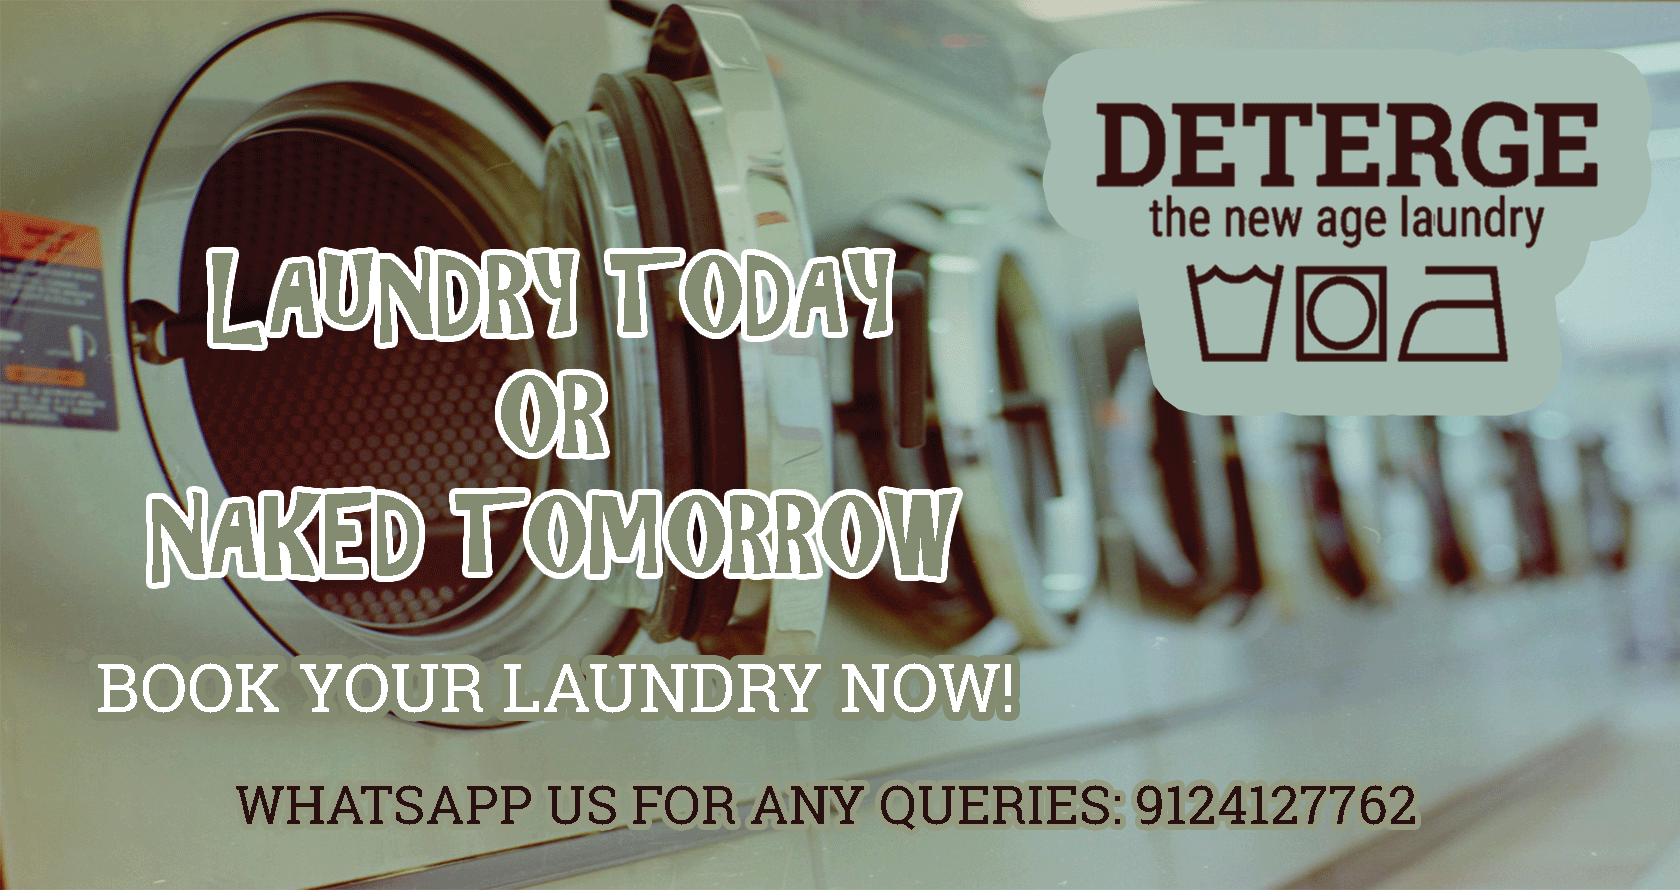 DETERGE
the new age laundry
LAUNDRY TODAY
OR
NAKED TOMORROW
BOOK YOUR LAUNDRY NOW!
WHATSAPP US FOR ANY QUERIES: 9124127762